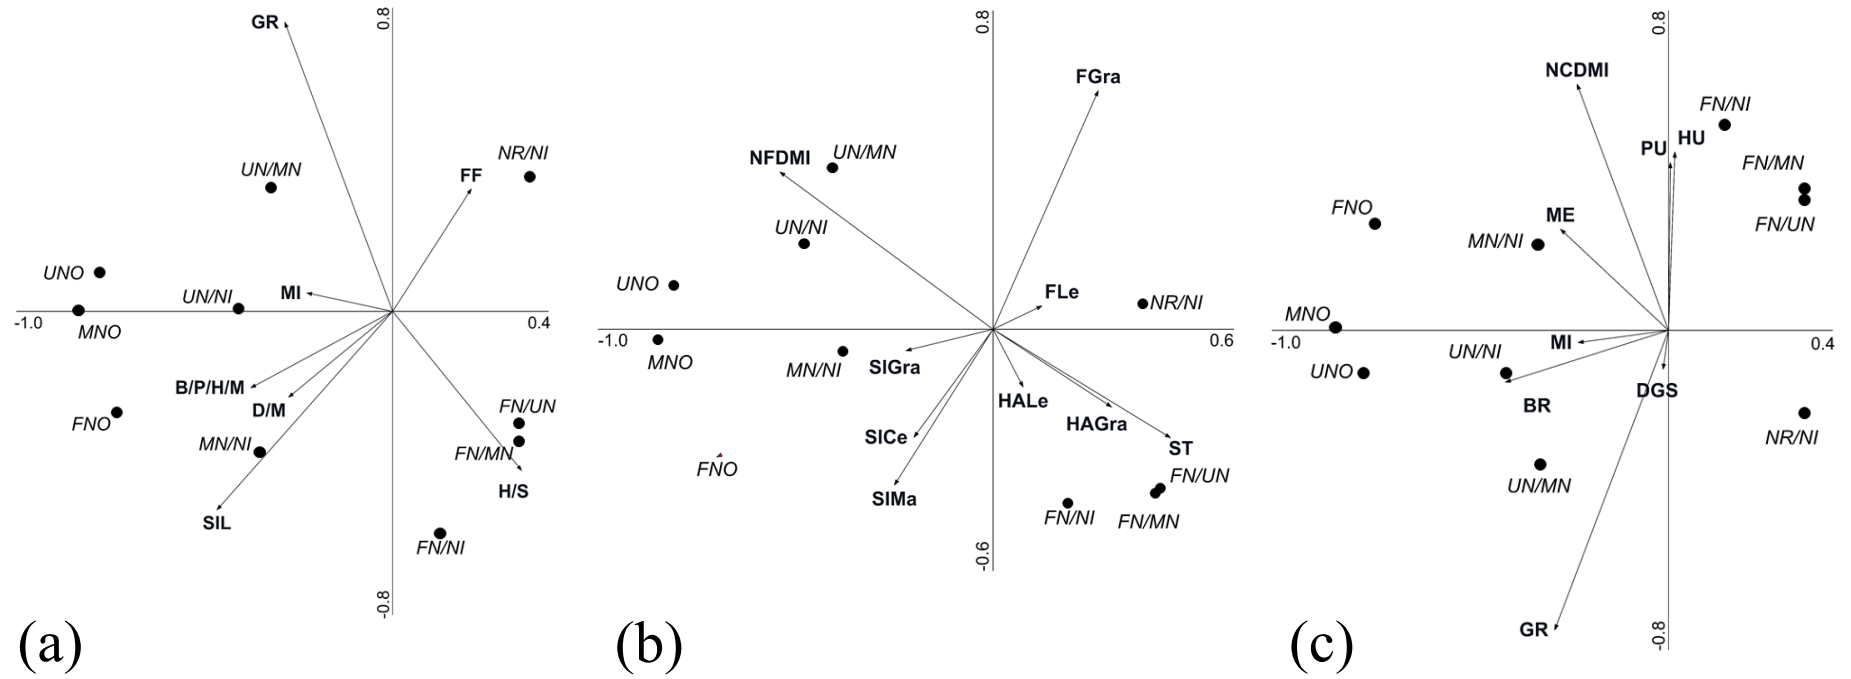 GR
0.8
UN/MN
NR/NI
FF
UNO
UN/NI
MI
-1.0
0.4
MNO
B/P/H/M
D/M
FNO
MN/NI
FN/UN
FN/MN
H/S
SIL
FN/NI
-0.8
(a)
0.8
FGra
NFDMI
UN/MN
UN/NI
UNO
FLe
NR/NI
-1.0
0.6
MNO
MN/NI
SIGra
HALe
HAGra
SICe
ST
FNO
FN/UN
SIMa
FN/NI
FN/MN
-0.6
(b)
0.8
NCDMI
FN/NI
PU
HU
FN/MN
FNO
ME
MN/NI
FN/UN
MNO
-1.0
MI
0.4
UN/NI
UNO
BR
DGS
NR/NI
UN/MN
GR
-0.8
(c)